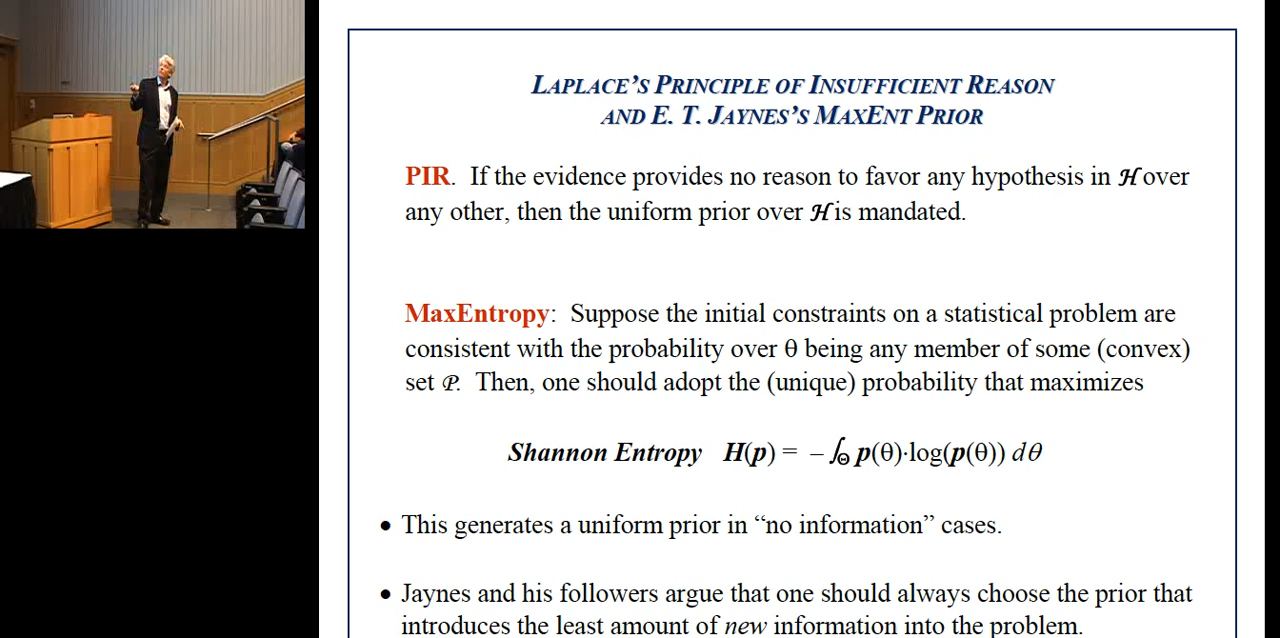 LAPLACE'S PRINCIPLE OF INSUFFICIENT REASON
AND E. T. JAYNES'S MAXENT PRIOR
PIR. If the evidence provides no reason to favor any hypothesis in ℋ over
any other, then the uniform prior over ℋ is mandated.
MaxEntropy: Suppose the initial constraints on a statistical problem are
consistent with the probability over θ being any member of some (convex)
set 𝒫. Then, one should adopt the (unique) probability that maximizes
Shannon Entropy H(p) = – ∫Θ p(θ)·log(p(θ)) dθ
• This generates a uniform prior in “no information” cases.
• Jaynes and his followers argue that one should always choose the prior that
introduces the least amount of new information into the problem.